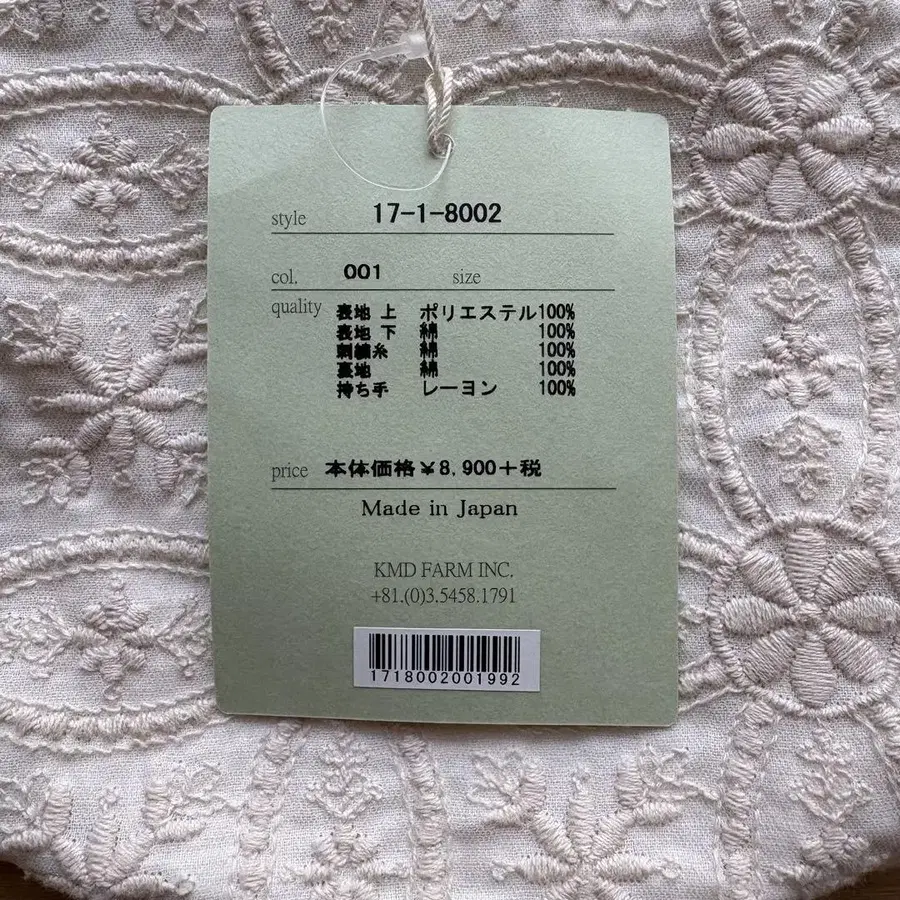 style 17-1-8002
col. 001 size
quality 表地 上 ポリエステル100%
表地 下 綿 100%
刺繍糸 綿 100%
裏地 綿 100%
持ち手 レーヨン 100%
price 本体価格¥8,900+税
Made in Japan
KMD FARM INC.
+81.(0)3.5458.1791
1718002001992